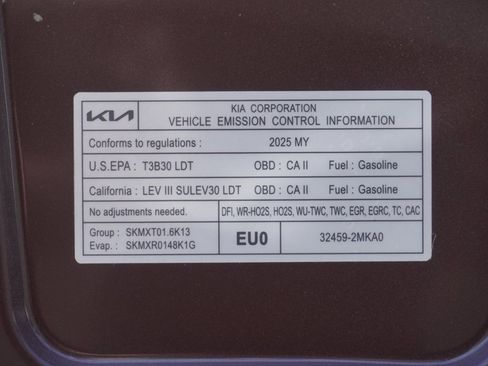 KIA
KIA CORPORATION
VEHICLE EMISSION CONTROL INFORMATION
Conforms to regulations : 2025 MY
U.S.EPA : T3B30 LDT OBD : CA II Fuel : Gasoline
California : LEV III SULEV30 LDT OBD : CA II Fuel : Gasoline
No adjustments needed. DFI, WR-HO2S, HO2S, WU-TWC, TWC, EGR, EGRC, TC, CAC
Group : SKMXT01.6K13
Evap. : SKMXR0148K1G
EU0
32459-2MKA0